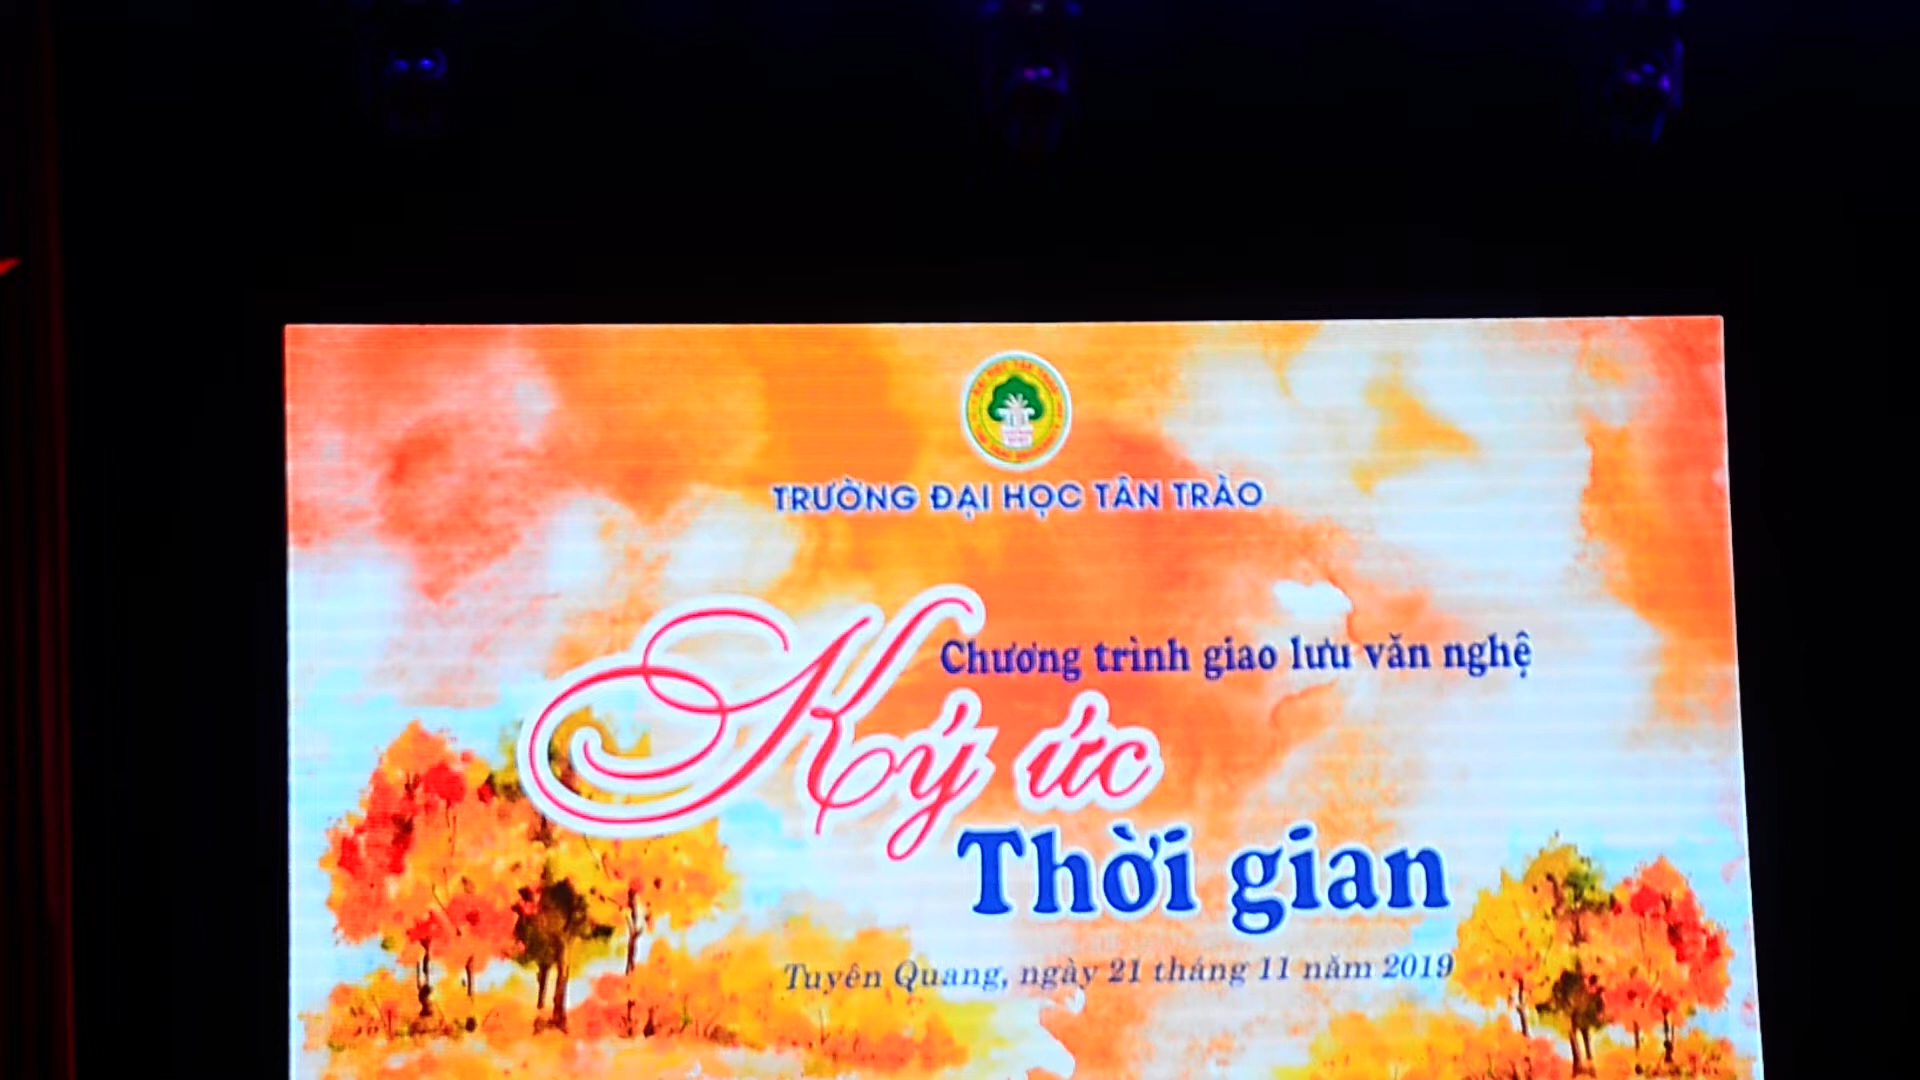 TRƯỜNG ĐẠI HỌC TÂN TRÀO
Chương trình giao lưu văn nghệ
Ký ức
Thời gian
Tuyên Quang, ngày 21 tháng 11 năm 2019